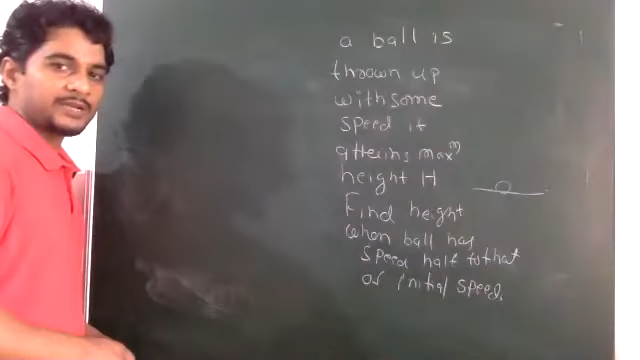 a ball is
thrown up
with some
speed it
atterins max^m
height H
Find height
when ball has
speed half to that
of initial speed.